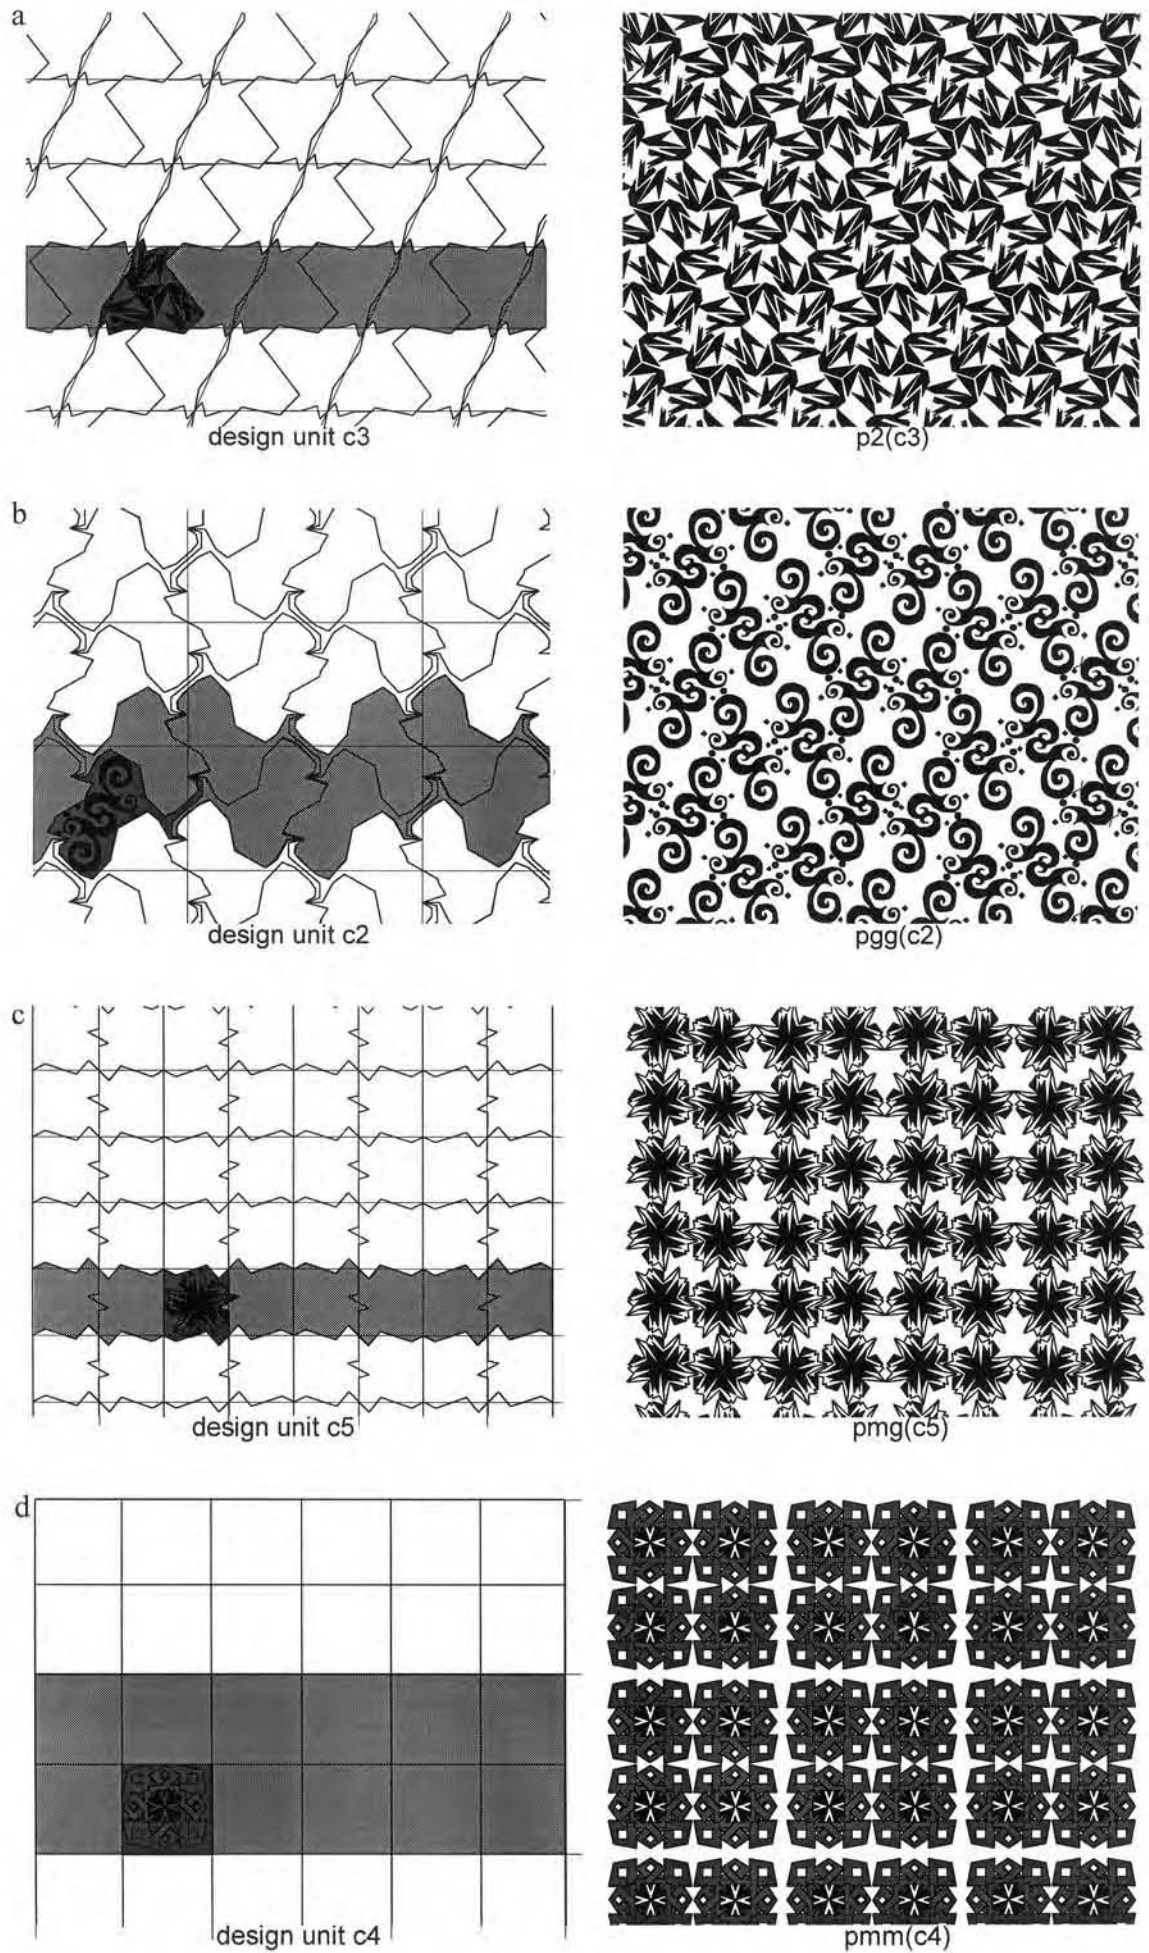 a
design unit c3
p2(c3)
b
design unit c2
pgg(c2)
c
design unit c5
pmg(c5)
d
design unit c4
pmm(c4)